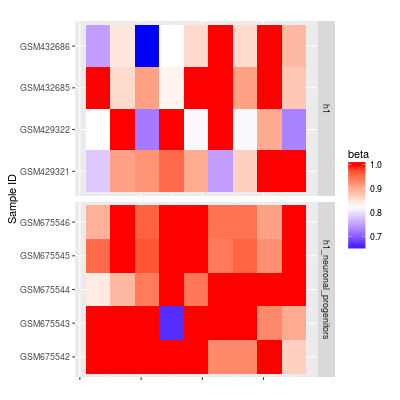 GSM432686
GSM432685
GSM429322
GSM429321
h1
GSM675546
GSM675545
GSM675544
GSM675543
GSM675542
h1_neuronal_progenitors
Sample ID
beta
1.0
0.9
0.8
0.7